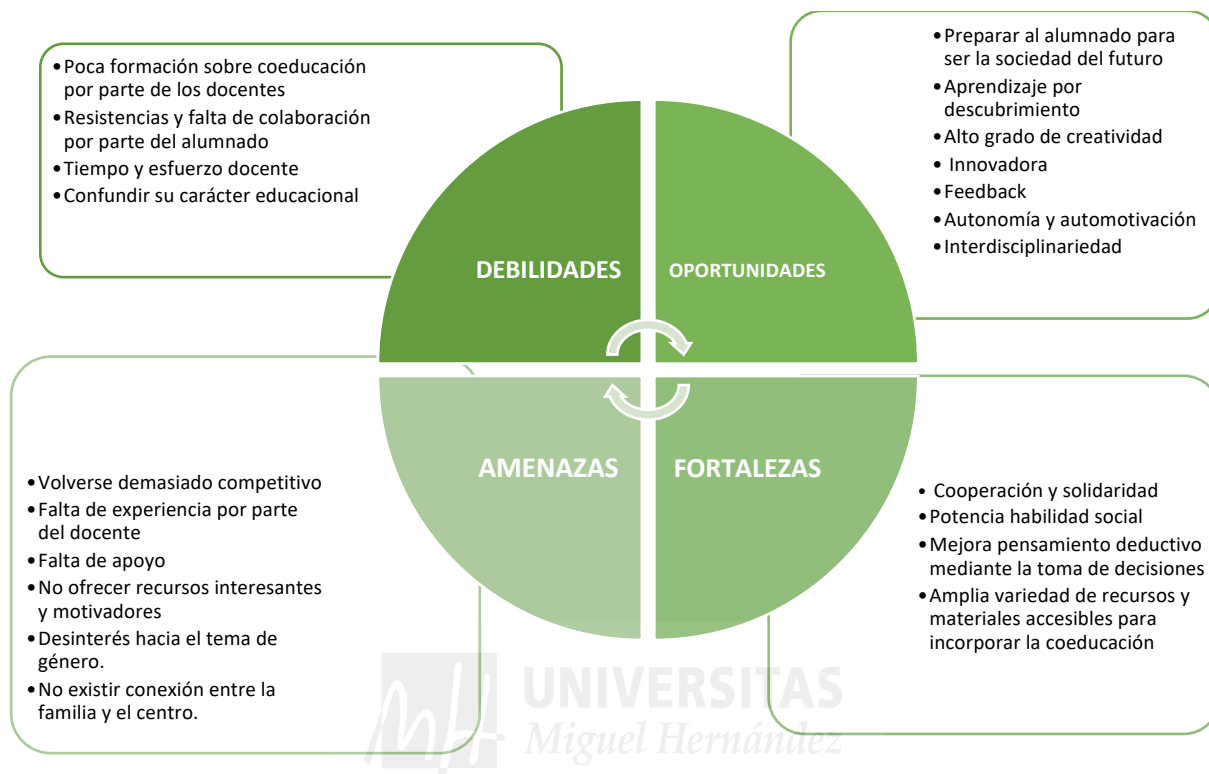 • Poca formación sobre coeducación
por parte de los docentes
• Resistencias y falta de colaboración
por parte del alumnado
• Tiempo y esfuerzo docente
• Confundir su carácter educacional
• Preparar al alumnado para
ser la sociedad del futuro
• Aprendizaje por
descubrimiento
• Alto grado de creatividad
• Innovadora
• Feedback
• Autonomía y automotivación
• Interdisciplinariedad
DEBILIDADES
OPORTUNIDADES
AMENAZAS
FORTALEZAS
• Volverse demasiado competitivo
• Falta de experiencia por parte
del docente
• Falta de apoyo
• No ofrecer recursos interesantes
y motivadores
• Desinterés hacia el tema de
género.
• No existir conexión entre la
familia y el centro.
• Cooperación y solidaridad
• Potencia habilidad social
• Mejora pensamiento deductivo
mediante la toma de decisiones
• Amplia variedad de recursos y
materiales accesibles para
incorporar la coeducación
UNIVERSITAS
Miguel Hernández